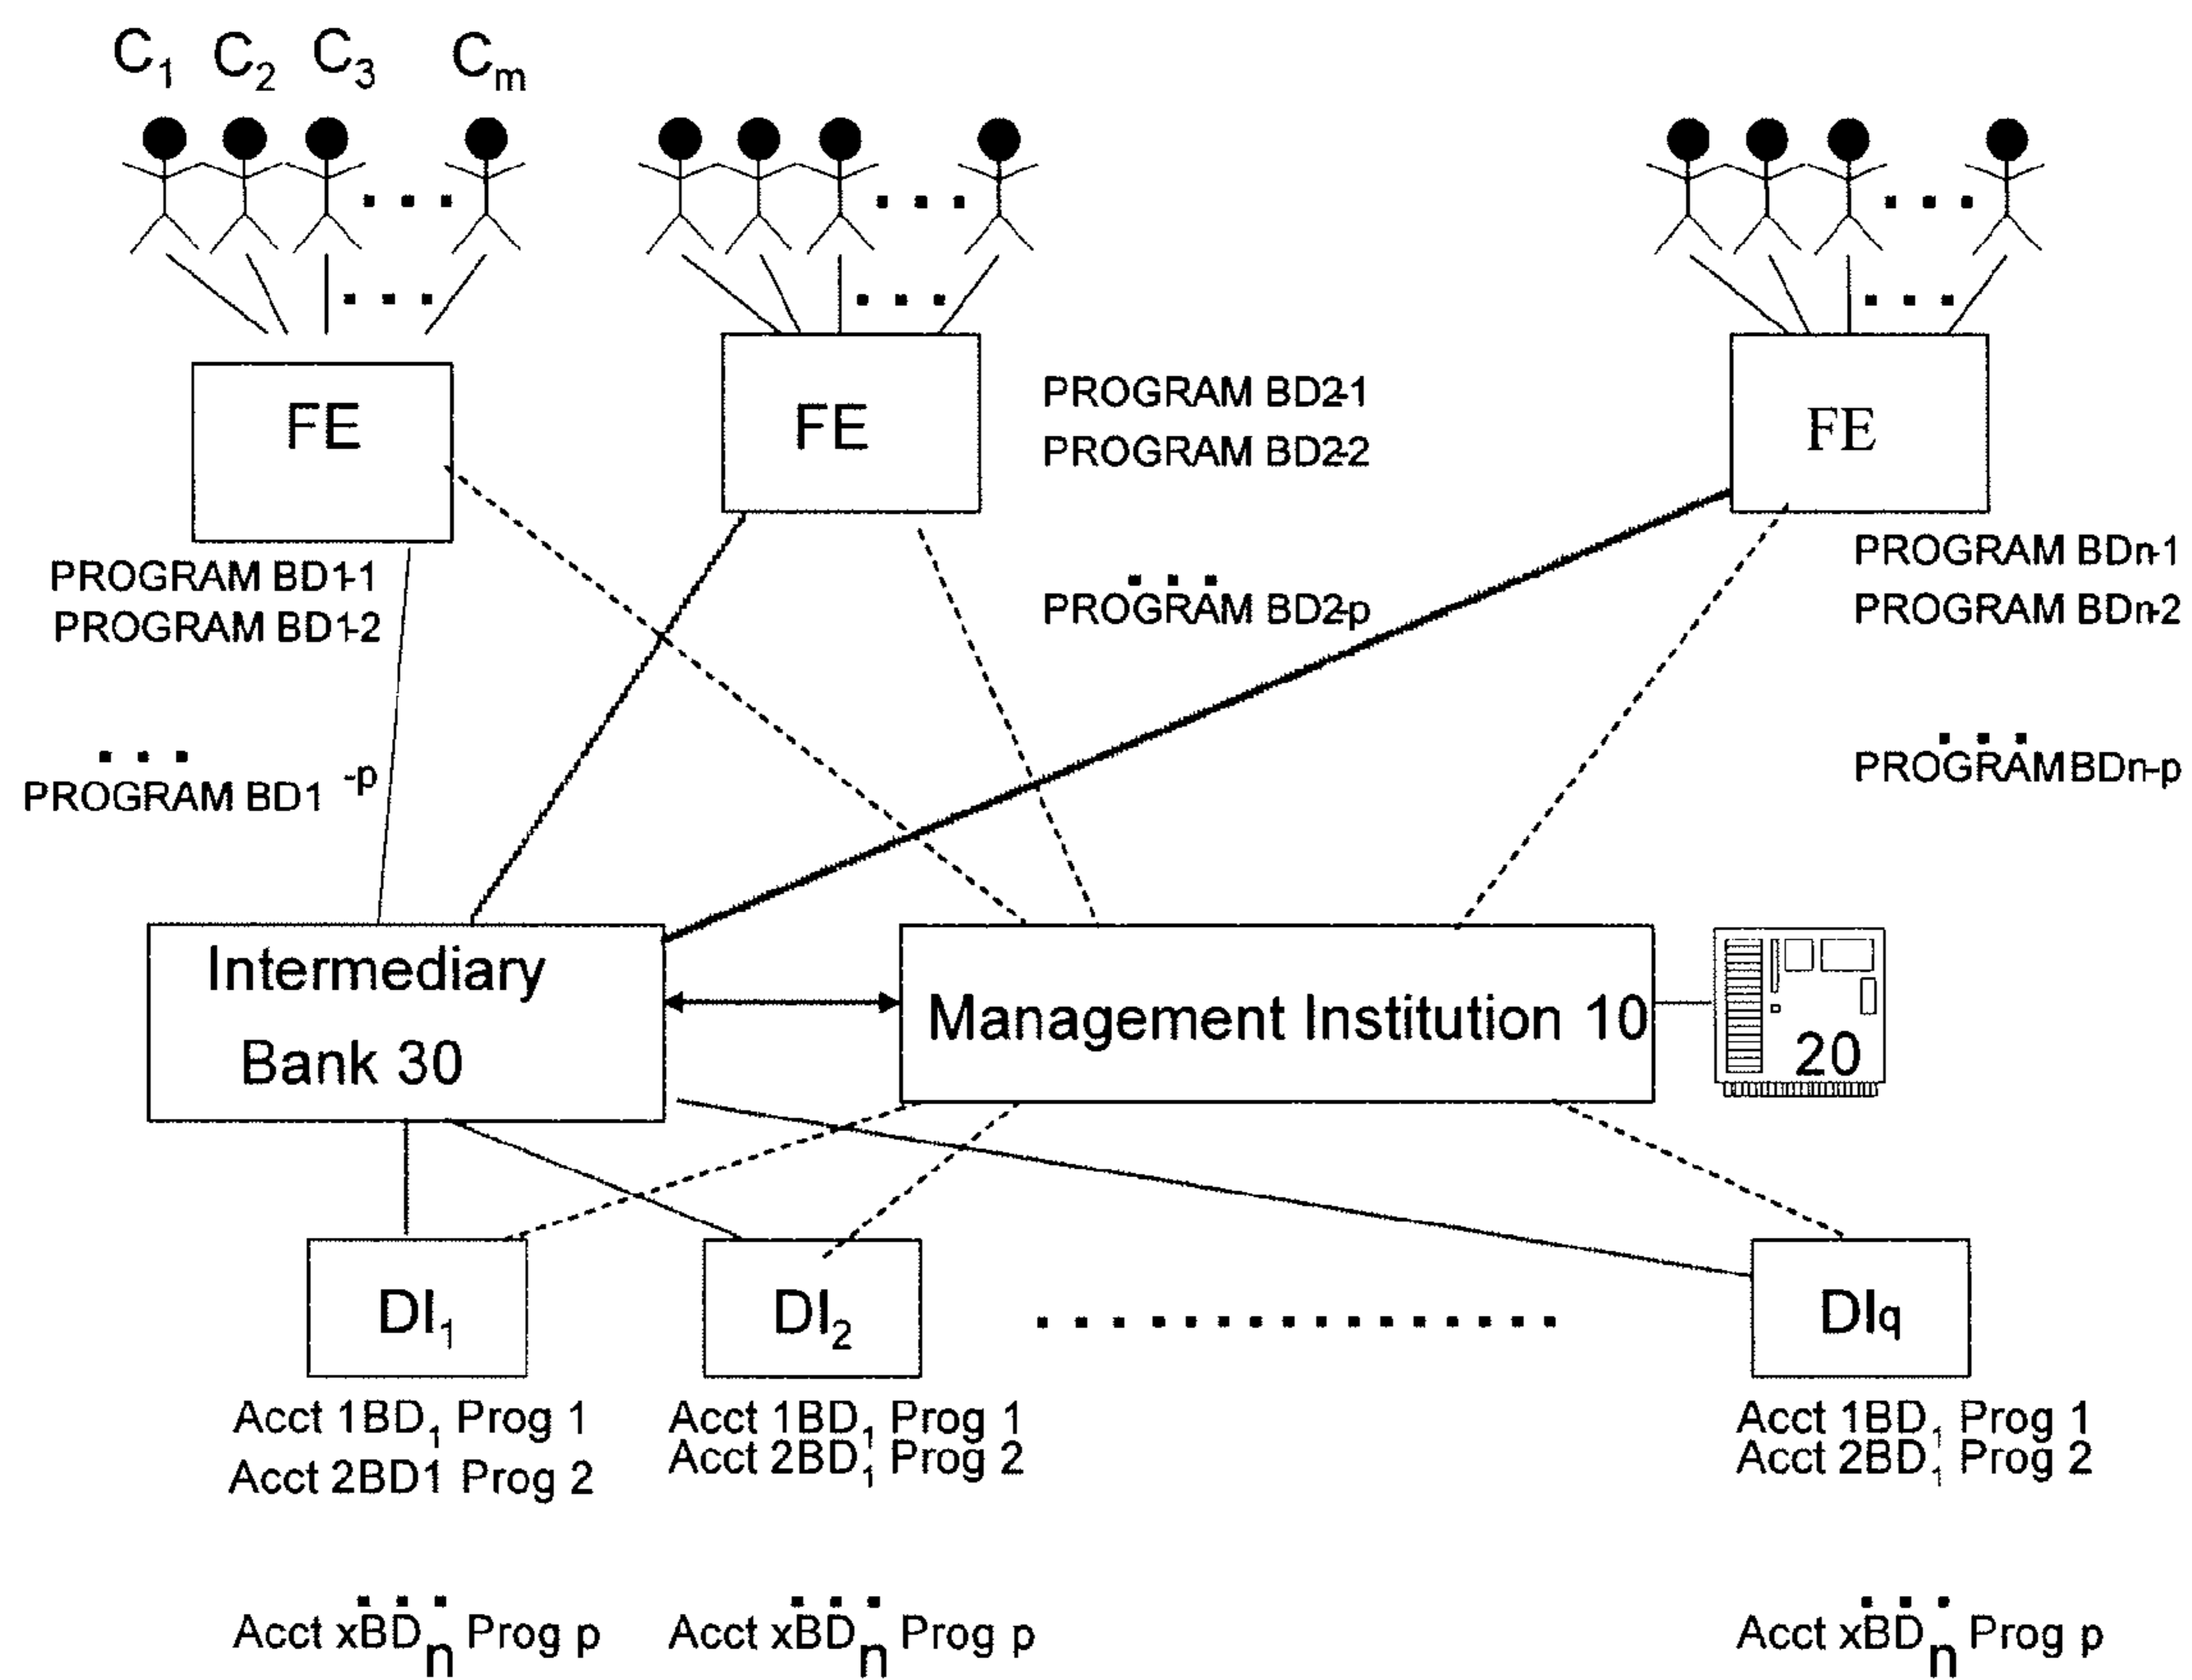 C1 C2 C3 Cm
FE
FE
FE
PROGRAM BD2-1
PROGRAM BD2-2
PROGRAM BD2-p
PROGRAM BD1-1
PROGRAM BD1-2
PROGRAM BD1 -p
PROGRAM BDn-1
PROGRAM BDn-2
PROGRAM BDn-p
Intermediary
Bank 30
Management Institution 10
20
DI1
DI2
DIq
Acct 1BD1 Prog 1
Acct 2BD1 Prog 2
Acct xBDn Prog p
Acct 1BD1 Prog 1
Acct 2BD1 Prog 2
Acct xBDn Prog p
Acct 1BD1 Prog 1
Acct 2BD1 Prog 2
Acct xBDn Prog p